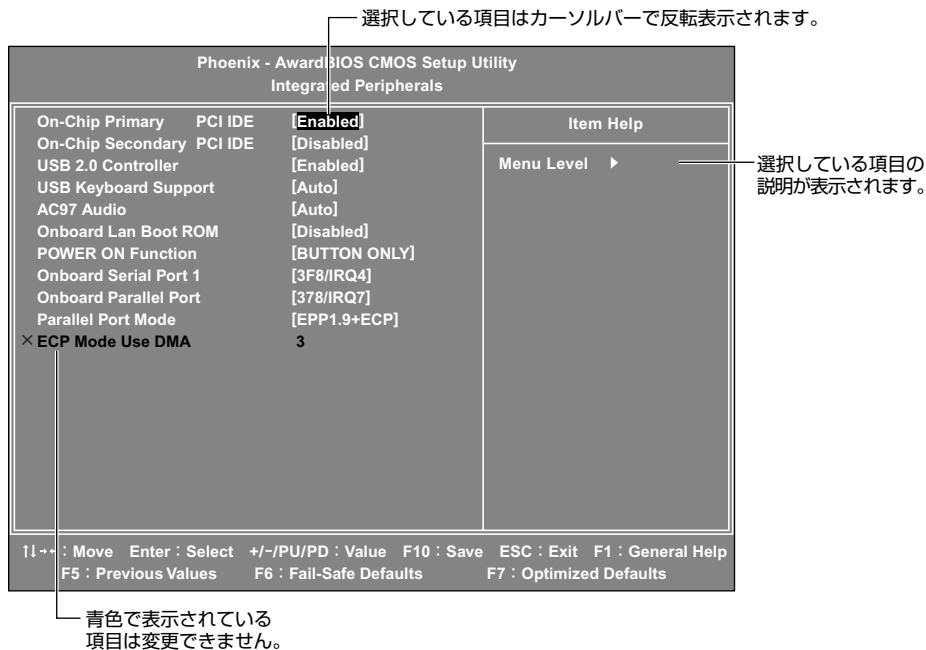 選択している項目はカーソルバーで反転表示されます。
Phoenix - AwardBIOS CMOS Setup Utility
Integrated Peripherals
On-Chip Primary PCI IDE [Enabled]
On-Chip Secondary PCI IDE [Disabled]
USB 2.0 Controller [Enabled]
USB Keyboard Support [Auto]
AC97 Audio [Auto]
Onboard Lan Boot ROM [Disabled]
POWER ON Function [BUTTON ONLY]
Onboard Serial Port 1 [3F8/IRQ4]
Onboard Parallel Port [378/IRQ7]
Parallel Port Mode [EPP1.9+ECP]
×ECP Mode Use DMA 3
Item Help
Menu Level ▶
選択している項目の
説明が表示されます。
↑↓→←：Move Enter：Select +/-/PU/PD：Value F10：Save ESC：Exit F1：General Help
F5：Previous Values F6：Fail-Safe Defaults F7：Optimized Defaults
青色で表示されている
項目は変更できません。